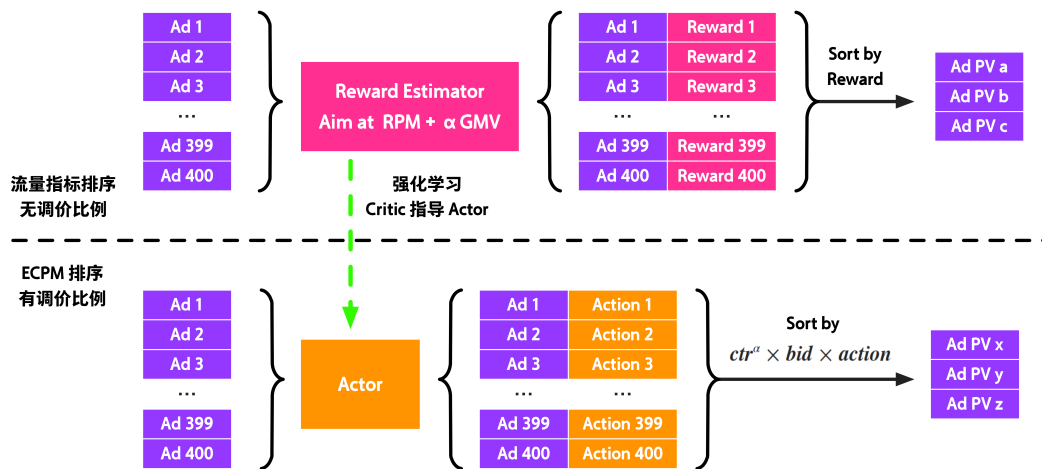 Ad 1
Ad 2
Ad 3
...
Ad 399
Ad 400
流量指标排序
无调价比例
Reward Estimator
Aim at RPM + α GMV
强化学习
Critic 指导 Actor
Ad 1 Reward 1
Ad 2 Reward 2
Ad 3 Reward 3
... ...
Ad 399 Reward 399
Ad 400 Reward 400
Sort by
Reward
Ad PV a
Ad PV b
Ad PV c
ECPM 排序
有调价比例
Ad 1
Ad 2
Ad 3
...
Ad 399
Ad 400
Actor
Ad 1 Action 1
Ad 2 Action 2
Ad 3 Action 3
... ...
Ad 399 Action 399
Ad 400 Action 400
Sort by
ctr^α × bid × action
Ad PV x
Ad PV y
Ad PV z